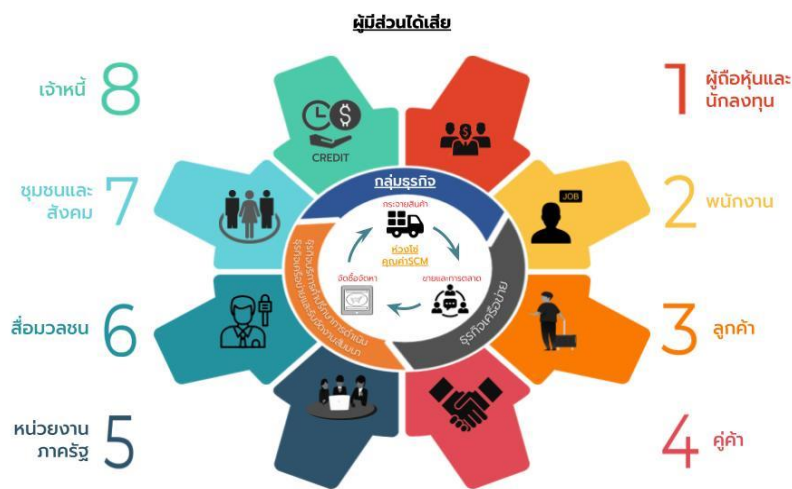 ผู้มีส่วนได้เสีย
1
ผู้ถือหุ้นและ
นักลงทุน
2
พนักงาน
3
ลูกค้า
4
คู่ค้า
5
หน่วยงาน
ภาครัฐ
6
สื่อมวลชน
7
ชุมชนและ
สังคม
8
เจ้าหนี้
CREDIT
JOB
กลุ่มธุรกิจ
ธุรกิจเครือข่าย
กระจายสินค้า
ห่วงโซ่
คุณค่าSCM
จัดซื้อจัดหา
ขายและการตลาด